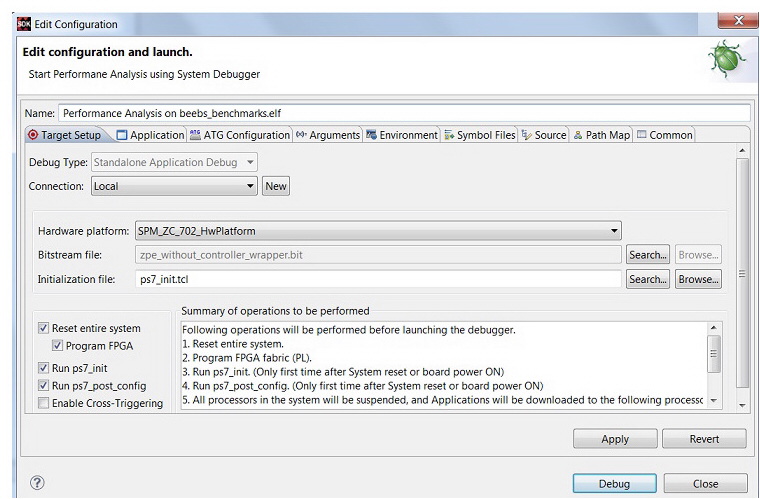 SDK Edit Configuration
Edit configuration and launch.
Start Performane Analysis using System Debugger
Name: Performance Analysis on beebs_benchmarks.elf
Target Setup Application ATG Configuration Arguments Environment Symbol Files Source Path Map Common
Debug Type: Standalone Application Debug
Connection: Local New
Hardware platform: SPM_ZC_702_HwPlatform
Bitstream file: zpe_without_controller_wrapper.bit Search... Browse...
Initialization file: ps7_init.tcl Search... Browse...
Summary of operations to be performed
Reset entire system
Program FPGA
Run ps7_init
Run ps7_post_config
Enable Cross-Triggering
Following operations will be performed before launching the debugger.
1. Reset entire system.
2. Program FPGA fabric (PL).
3. Run ps7_init. (Only first time after System reset or board power ON)
4. Run ps7_post_config. (Only first time after System reset or board power ON)
5. All processors in the system will be suspended, and Applications will be downloaded to the following processo
Apply Revert
? Debug Close